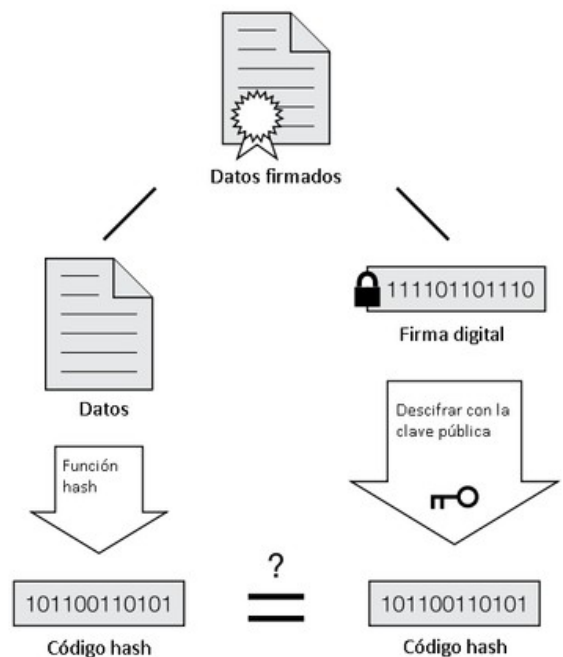 Datos firmados
111101101110
Firma digital
Datos
Descifrar con la
clave pública
Función
hash
?
101100110101
101100110101
Código hash
Código hash